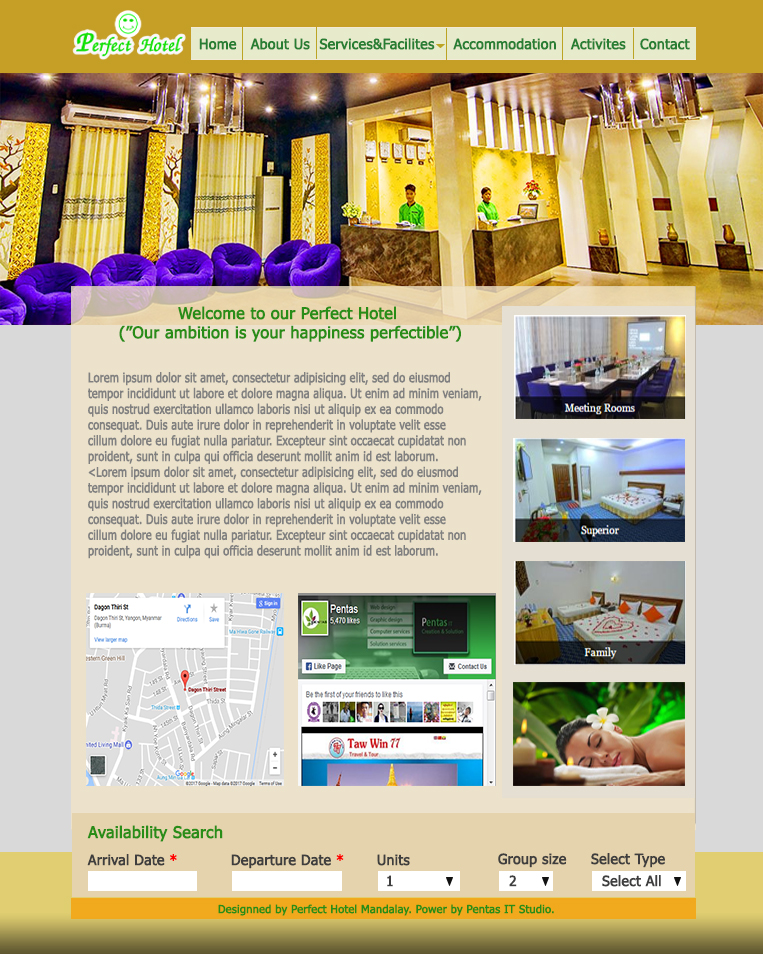 Perfect Hotel
Home About Us Services&Facilites Accommodation Activites Contact
Welcome to our Perfect Hotel
("Our ambition is your happiness perfectible")
Lorem ipsum dolor sit amet, consectetur adipisicing elit, sed do eiusmod
tempor incididunt ut labore et dolore magna aliqua. Ut enim ad minim veniam,
quis nostrud exercitation ullamco laboris nisi ut aliquip ex ea commodo
consequat. Duis aute irure dolor in reprehenderit in voluptate velit esse
cillum dolore eu fugiat nulla pariatur. Excepteur sint occaecat cupidatat non
proident, sunt in culpa qui officia deserunt mollit anim id est laborum.
<Lorem ipsum dolor sit amet, consectetur adipisicing elit, sed do eiusmod
tempor incididunt ut labore et dolore magna aliqua. Ut enim ad minim veniam,
quis nostrud exercitation ullamco laboris nisi ut aliquip ex ea commodo
consequat. Duis aute irure dolor in reprehenderit in voluptate velit esse
cillum dolore eu fugiat nulla pariatur. Excepteur sint occaecat cupidatat non
proident, sunt in culpa qui officia deserunt mollit anim id est laborum.
Meeting Rooms
Superior
Family
Dagon Thiri St
Dagon Thiri St, Yangon, Myanmar
(Burma)
Directions Save
View larger map
Sign in
estern Green Hill
Ma Hlwa Gone Railway
Dagon Thiri Street
Thida Street
Thida St
nted Living Mall
Aung Mingalar St
Google
©2017 Google - Map data ©2017 Google - Terms of Use
Pentas
5,470 likes
Web design
Graphic design
Computer services
Solution services
Pentas IT
Creation & Solution
Like Page
Contact Us
Be the first of your friends to like this
Taw Win 77
Travel & Tour
Availability Search
Arrival Date * Departure Date * Units Group size Select Type
1 2 Select All
Designned by Perfect Hotel Mandalay. Power by Pentas IT Studio.